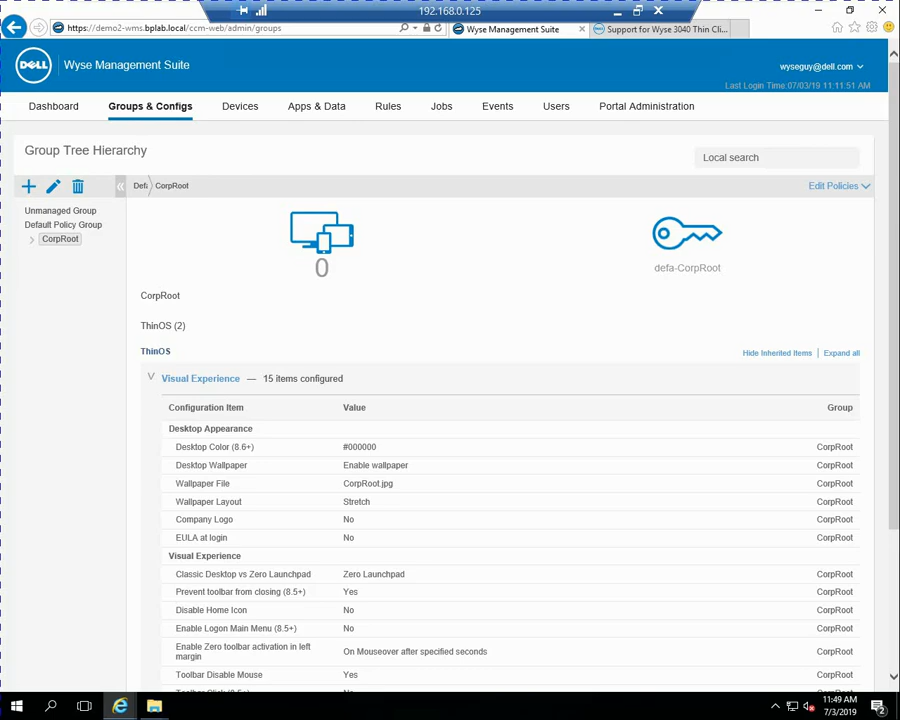 192.168.0.125
https://demo2-wms.bplab.local/ccm-web/admin/groups
Wyse Management Suite
Support for Wyse 3040 Thin Cli...
DELL
Wyse Management Suite
wyseguy@dell.com
Last Login Time:07/03/19 11:11:51 AM
Dashboard Groups & Configs Devices Apps & Data Rules Jobs Events Users Portal Administration
Group Tree Hierarchy
Local search
Defa CorpRoot
Edit Policies
Unmanaged Group
Default Policy Group
CorpRoot
0
defa-CorpRoot
CorpRoot
ThinOS (2)
ThinOS
Hide Inherited Items | Expand all
Visual Experience — 15 items configured
Configuration Item Value Group
Desktop Appearance
Desktop Color (8.6+) #000000 CorpRoot
Desktop Wallpaper Enable wallpaper CorpRoot
Wallpaper File CorpRoot.jpg CorpRoot
Wallpaper Layout Stretch CorpRoot
Company Logo No CorpRoot
EULA at login No CorpRoot
Visual Experience
Classic Desktop vs Zero Launchpad Zero Launchpad CorpRoot
Prevent toolbar from closing (8.5+) Yes CorpRoot
Disable Home Icon No CorpRoot
Enable Logon Main Menu (8.5+) No CorpRoot
Enable Zero toolbar activation in left
margin On Mouseover after specified seconds CorpRoot
Toolbar Disable Mouse Yes CorpRoot
11:49 AM
7/3/2019
2